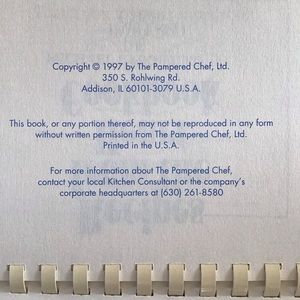 Copyright © 1997 by The Pampered Chef, Ltd.
350 S. Rohlwing Rd.
Addison, IL 60101-3079 U.S.A.
This book, or any portion thereof, may not be reproduced in any form
without written permission from The Pampered Chef, Ltd.
Printed in the U.S.A.
For more information about The Pampered Chef,
contact your local Kitchen Consultant or the company's
corporate headquarters at (630) 261-8580